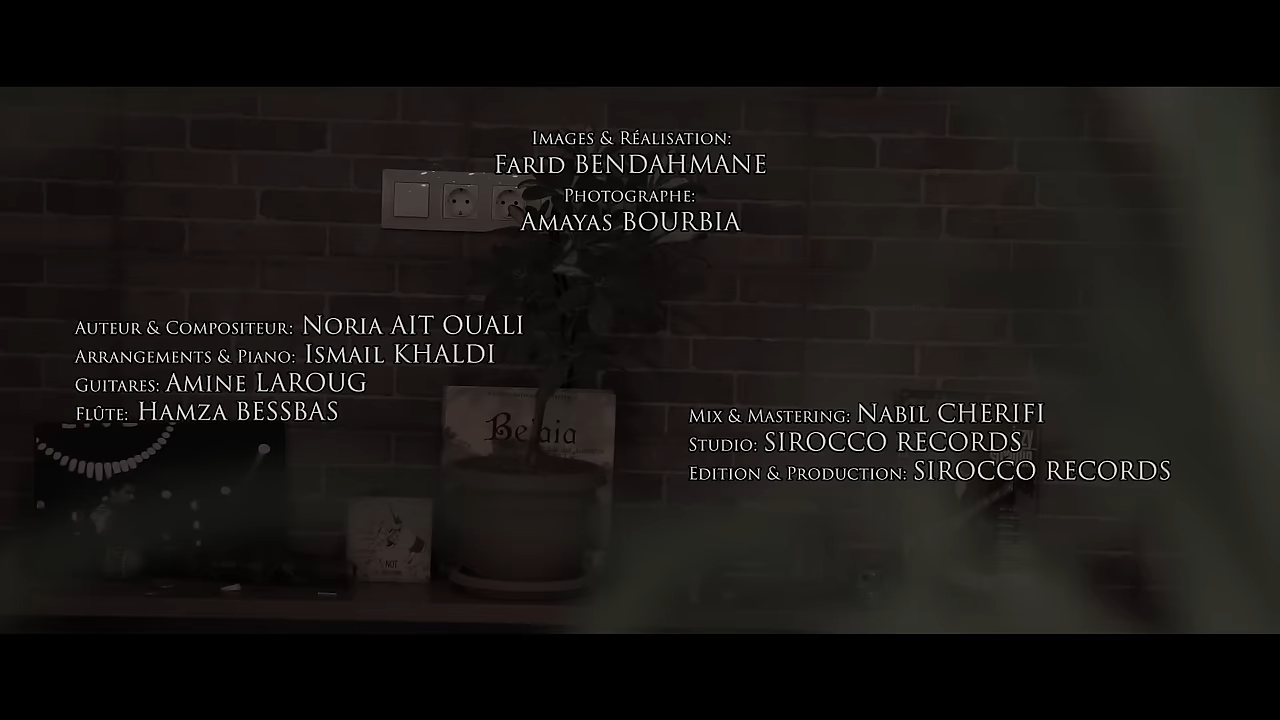 Images & Réalisation:
Farid BENDAHMANE
Photographe:
Amayas BOURBIA
Auteur & Compositeur: Noria AIT OUALI
Arrangements & Piano: Ismail KHALDI
Guitares: Amine LAROUG
Flûte: Hamza BESSBAS
Mix & Mastering: Nabil CHERIFI
Studio: SIROCCO RECORDS
Edition & Production: SIROCCO RECORDS
NOT